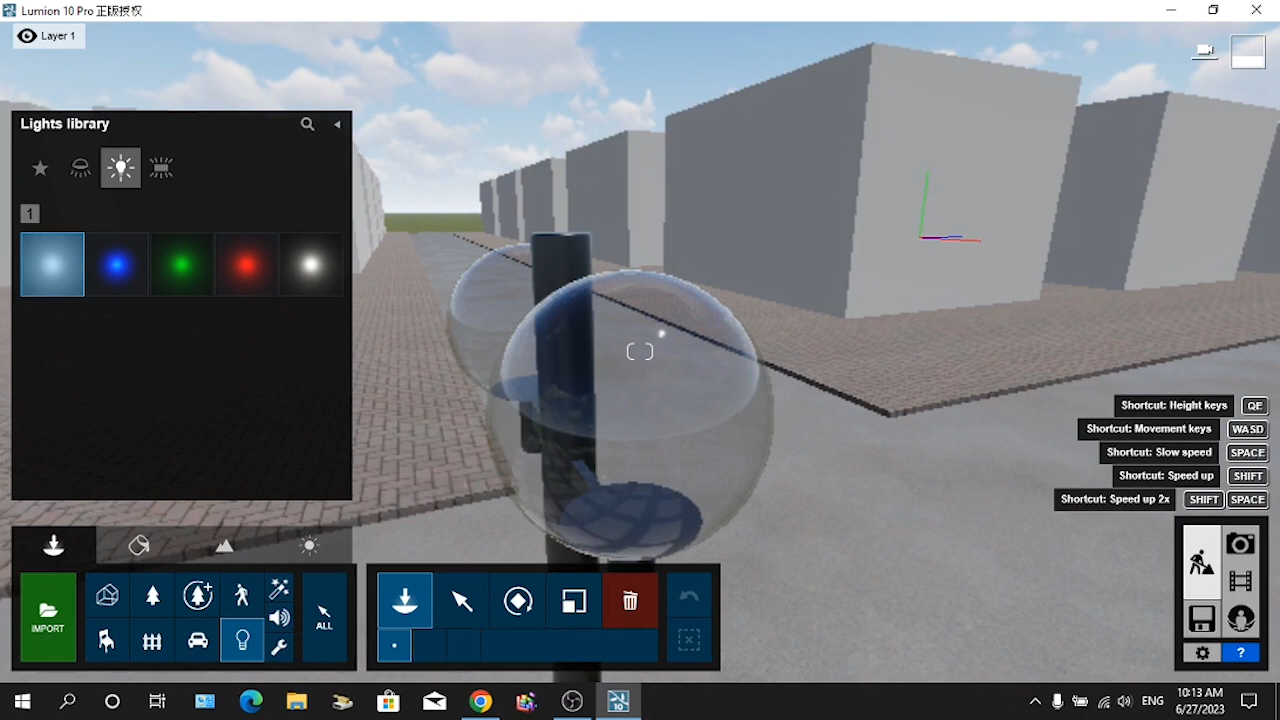 Lumion 10 Pro 正版授权
Layer 1
Lights library
1
Shortcut: Height keys QE
Shortcut: Movement keys WASD
Shortcut: Slow speed SPACE
Shortcut: Speed up SHIFT
Shortcut: Speed up 2x SHIFT SPACE
IMPORT
ALL
?
10
ENG
10:13 AM
6/27/2023